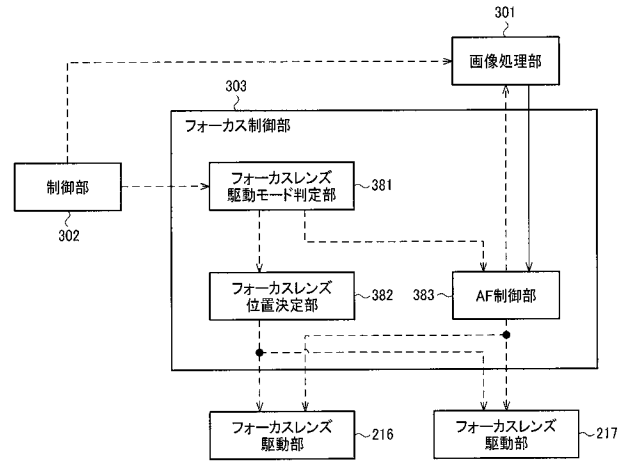 301
画像処理部
303
フォーカス制御部
制御部
302
フォーカスレンズ
駆動モード判定部
381
フォーカスレンズ
位置決定部
382
383
AF制御部
フォーカスレンズ
駆動部
216
フォーカスレンズ
駆動部
217